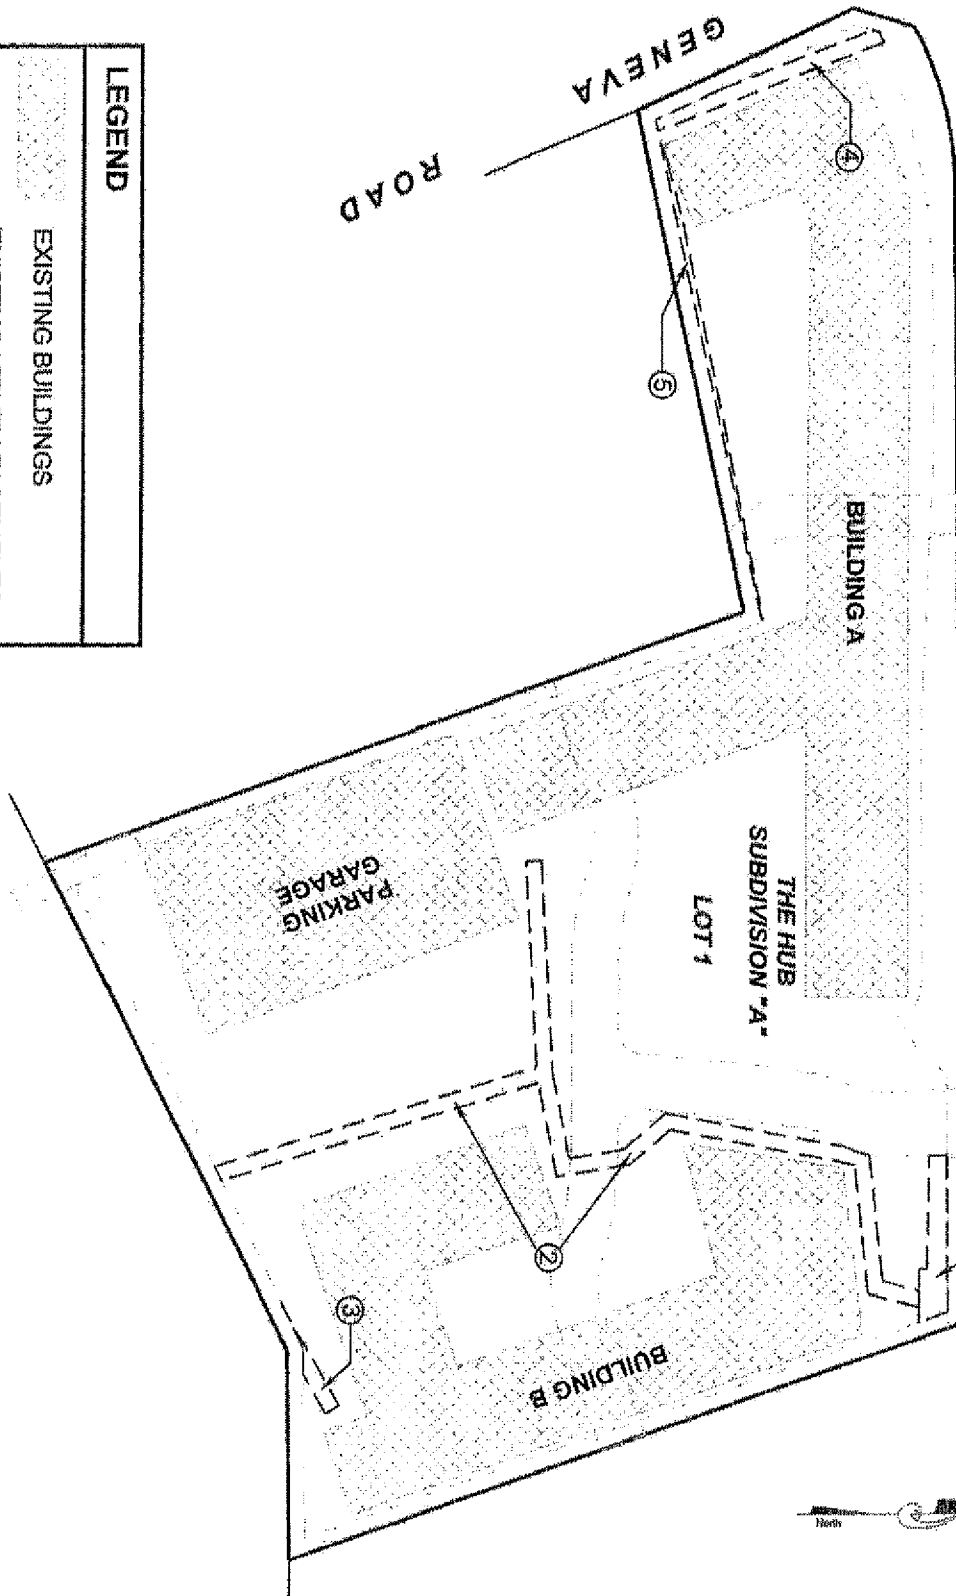 LEGEND
EXISTING BUILDINGS
GENEVA ROAD
4
5
BUILDING A
THE HUB
SUBDIVISION "A"
LOT 1
PARKING
GARAGE
2
3
BUILDING B
North